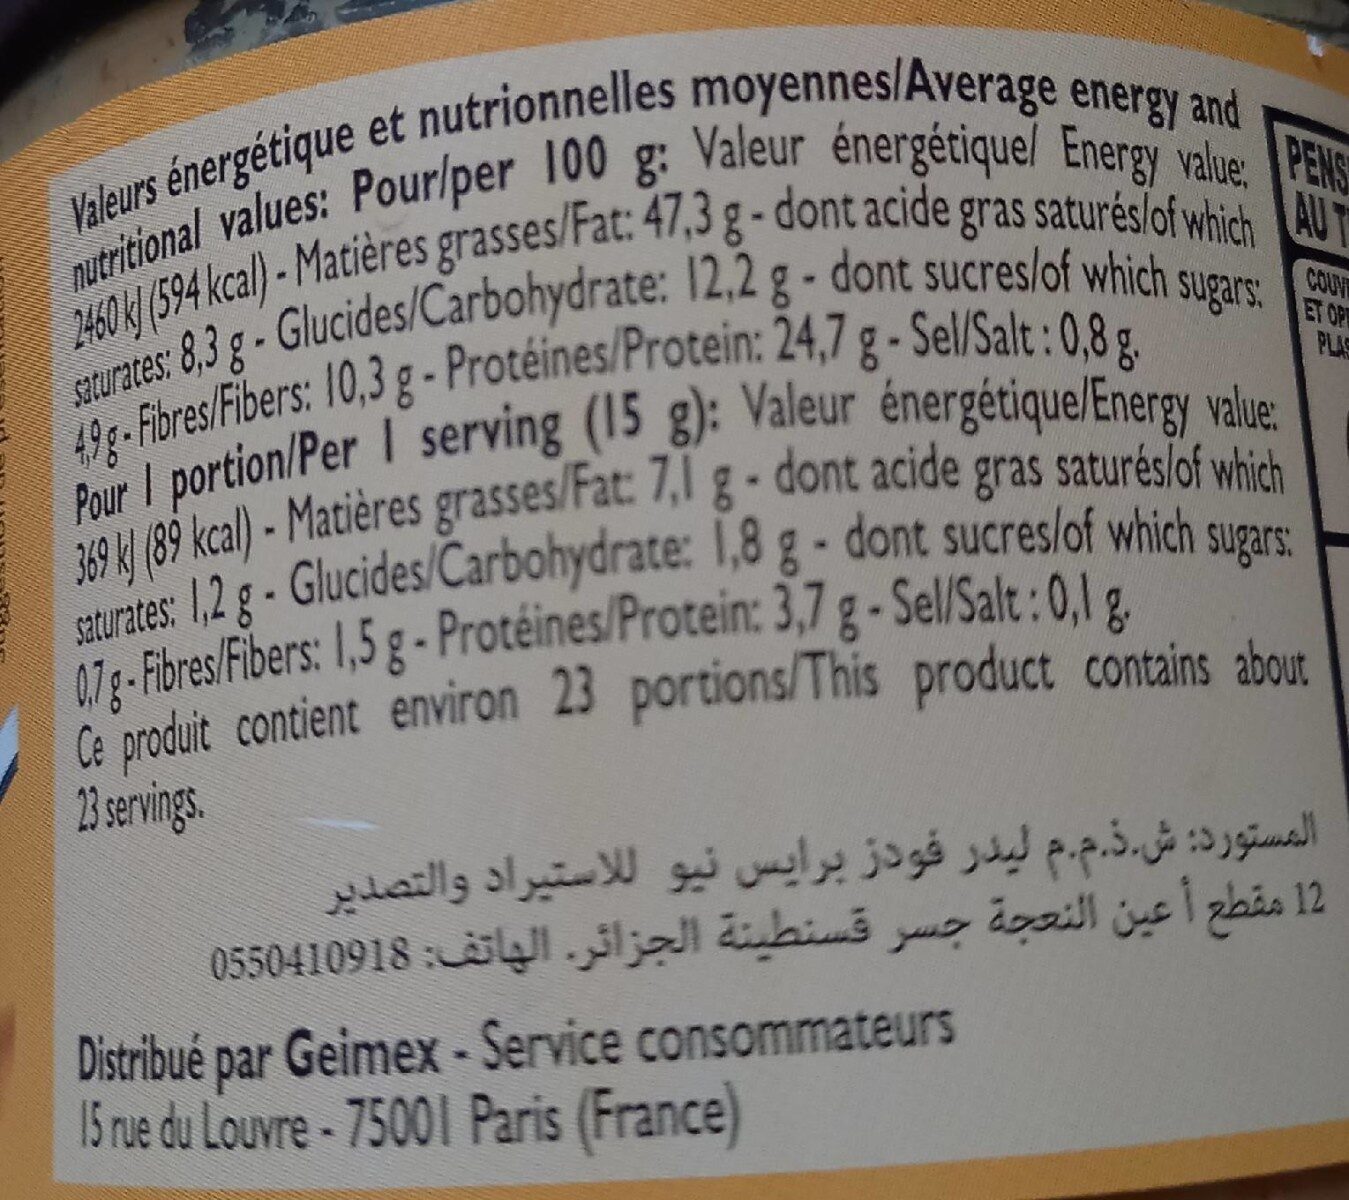 Valeurs énergétique et nutrionnelles moyennes/Average energy and
nutritional values: Pour/per 100 g: Valeur énergétique/ Energy value:
2460 kJ (594 kcal) - Matières grasses/Fat: 47,3 g - dont acide gras saturés/of which
saturates: 8,3 g - Glucides/Carbohydrate: 12,2 g - dont sucres/of which sugars:
4,9 g - Fibres/Fibers: 10,3 g - Protéines/Protein: 24,7 g - Sel/Salt : 0,8 g.
Pour 1 portion/Per 1 serving (15 g): Valeur énergétique/Energy value:
369 kJ (89 kcal) - Matières grasses/Fat: 7,1 g - dont acide gras saturés/of which
saturates: 1,2 g - Glucides/Carbohydrate: 1,8 g - dont sucres/of which sugars:
0,7 g - Fibres/Fibers: 1,5 g - Protéines/Protein: 3,7 g - Sel/Salt : 0,1 g.
Ce produit contient environ 23 portions/This product contains about
23 servings.
المستورد: ش.ذ.م.م ليدر فودز برايس نيو للاستيراد والتصدير
12 مقطع أ عين النعجة جسر قسنطينة الجزائر. الهاتف: 0550410918
Distribué par Geimex - Service consommateurs
15 rue du Louvre - 75001 Paris (France)
PENS
AU T
COUV
ET OP
PLAS